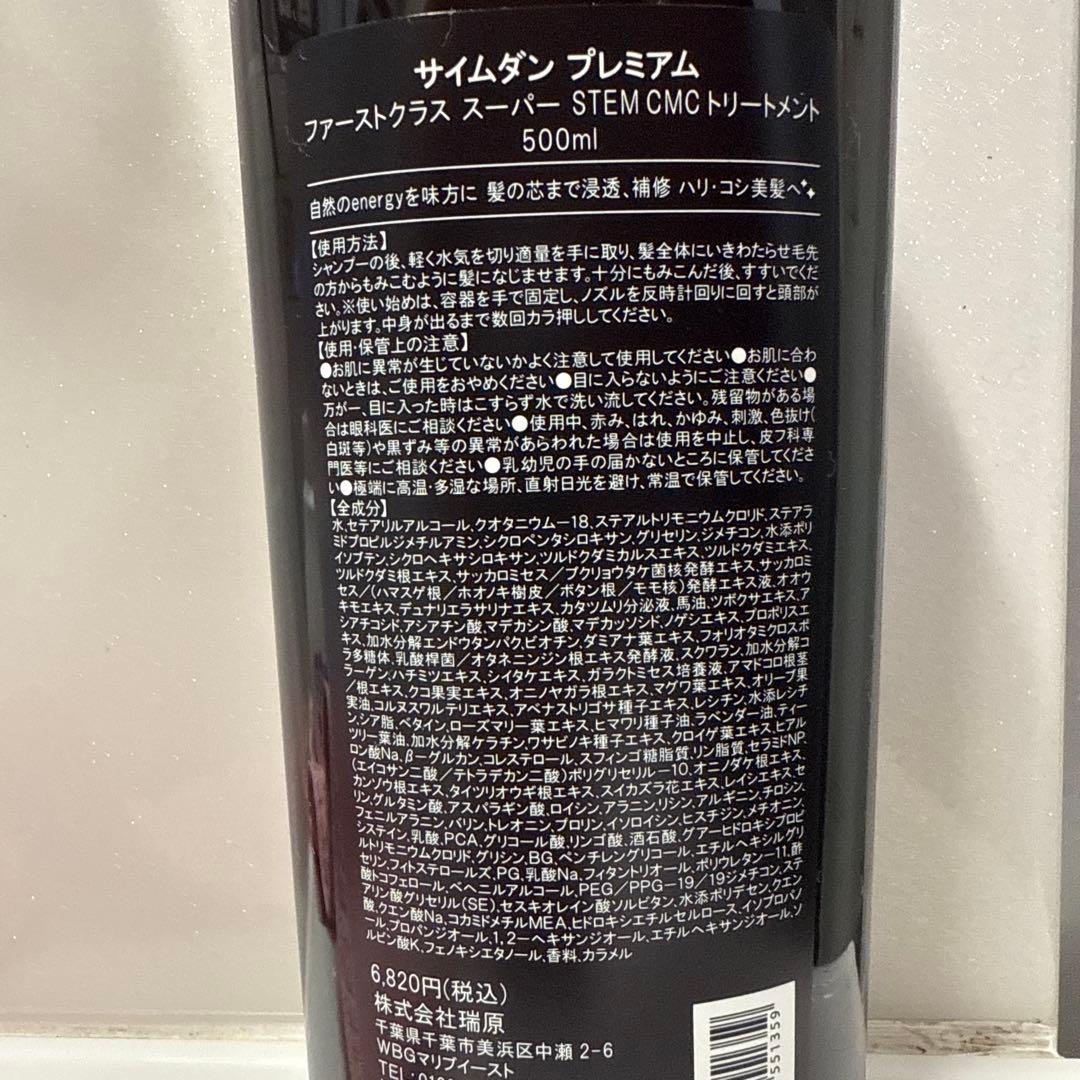 サイムダン プレミアム
ファーストクラス スーパー STEM CMCトリートメント
500ml
自然のenergyを味方に 髪の芯まで浸透、補修 ハリ・コシ美髪へ
【使用方法】
シャンプーの後、軽く水気を切り適量を手に取り、髪全体にいきわたらせ毛先
の方からもみこむように髪になじませます。十分にもみこんだ後、すすいでくだ
さい。※使い始めは、容器を手で固定し、ノズルを反時計回りに回すと頭部が
上がります。中身が出るまで数回カラ押ししてください。
【使用・保管上の注意】
●お肌に異常が生じていないかよく注意して使用してください●お肌に合わ
ないときは、ご使用をおやめください●目に入らないようにご注意ください●
万が一、目に入った時はこすらず水で洗い流してください。残留物がある場
合は眼科医にご相談ください●使用中、赤み、はれ、かゆみ、刺激、色抜け(
白斑等)や黒ずみ等の異常があらわれた場合は使用を中止し、皮フ科専
門医等にご相談ください●乳幼児の手の届かないところに保管してくださ
い●極端に高温・多湿な場所、直射日光を避け、常温で保管してください。
【全成分】
水、セテアリルアルコール、クオタニウム－18、ステアルトリモニウムクロリド、ステアラ
ミドプロピルジメチルアミン、シクロペンタシロキサン、グリセリン、ジメチコン、水添ポリ
イソブテン、シクロヘキサシロキサン、ツルドクダミカルスエキス、ツルドクダミエキス、
ツルドクダミ根エキス、サッカロミセス／ブクリョウタケ菌核発酵エキス、サッカロミ
セス／(ハマスゲ根／ホオノキ樹皮／ボタン根／モモ核)発酵エキス液、オオウ
キモエキス、デュナリエラサリナエキス、カタツムリ分泌液、馬油、ツボクサエキス、ア
シアチコシド、アシアチン酸、マデカシン酸、マデカッソシド、ノゲシエキス、プロポリスエ
キス、加水分解エンドウタンパク、ビオチン、ダミアナ葉エキス、フォリオタミクロスポ
ラ多糖体、乳酸桿菌／オタネニンジン根エキス発酵液、スクワラン、加水分解コ
ラーゲン、ハチミツエキス、シイタケエキス、ガラクトミセス培養液、アマドコロ根茎
／根エキス、クコ果実エキス、オニノヤガラ根エキス、マグワ葉エキス、オリーブ果
実油、コルヌスワルテリエキス、アベナストリゴサ種子エキス、レシチン、水添レシチ
ン、シア脂、ベタイン、ローズマリー葉エキス、ヒマワリ種子油、ラベンダー油、ティー
ツリー葉油、加水分解ケラチン、ワサビノキ種子エキス、クロイゲ葉エキス、ヒアル
ロン酸Na、β－グルカン、コレステロール、スフィンゴ糖脂質、リン脂質、セラミドNP、
(エイコサン二酸／テトラデカン二酸)ポリグリセリル－10、オニノダケ根エキス、
カンゾウ根エキス、タイツリオウギ根エキス、スイカズラ花エキス、レイシエキス、セ
リン、グルタミン酸、アスパラギン酸、ロイシン、アラニン、リシン、アルギニン、チロシン、
フェニルアラニン、バリン、トレオニン、プロリン、イソロイシン、ヒスチジン、メチオニン、
システイン、乳酸、PCA、グリコール酸、リンゴ酸、酒石酸、グアーヒドロキシプロピ
ルトリモニウムクロリド、グリシン、BG、ペンチレングリコール、エチルヘキシルグリ
セリン、フィトステロールズ、PG、乳酸Na、フィタントリオール、ポリウレタン－11、酢
酸トコフェロール、ベヘニルアルコール、PEG／PPG－19／19ジメチコン、ステ
アリン酸グリセリル(SE)、セスキオレイン酸ソルビタン、水添ポリデセン、クエン
酸、クエン酸Na、コカミドメチルMEA、ヒドロキシエチルセルロース、イソプロパノ
ール、プロパンジオール、1,2－ヘキサンジオール、エチルヘキサンジオール、ソ
ルビン酸K、フェノキシエタノール、香料、カラメル
6,820円(税込)
株式会社瑞原
千葉県千葉市美浜区中瀬 2-6
WBGマリブイースト
TEL:
551359